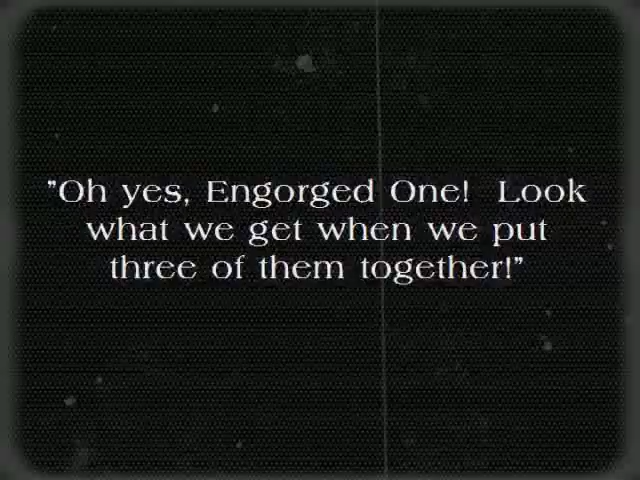 "Oh yes, Engorged One!  Look
what we get when we put
three of them together!"